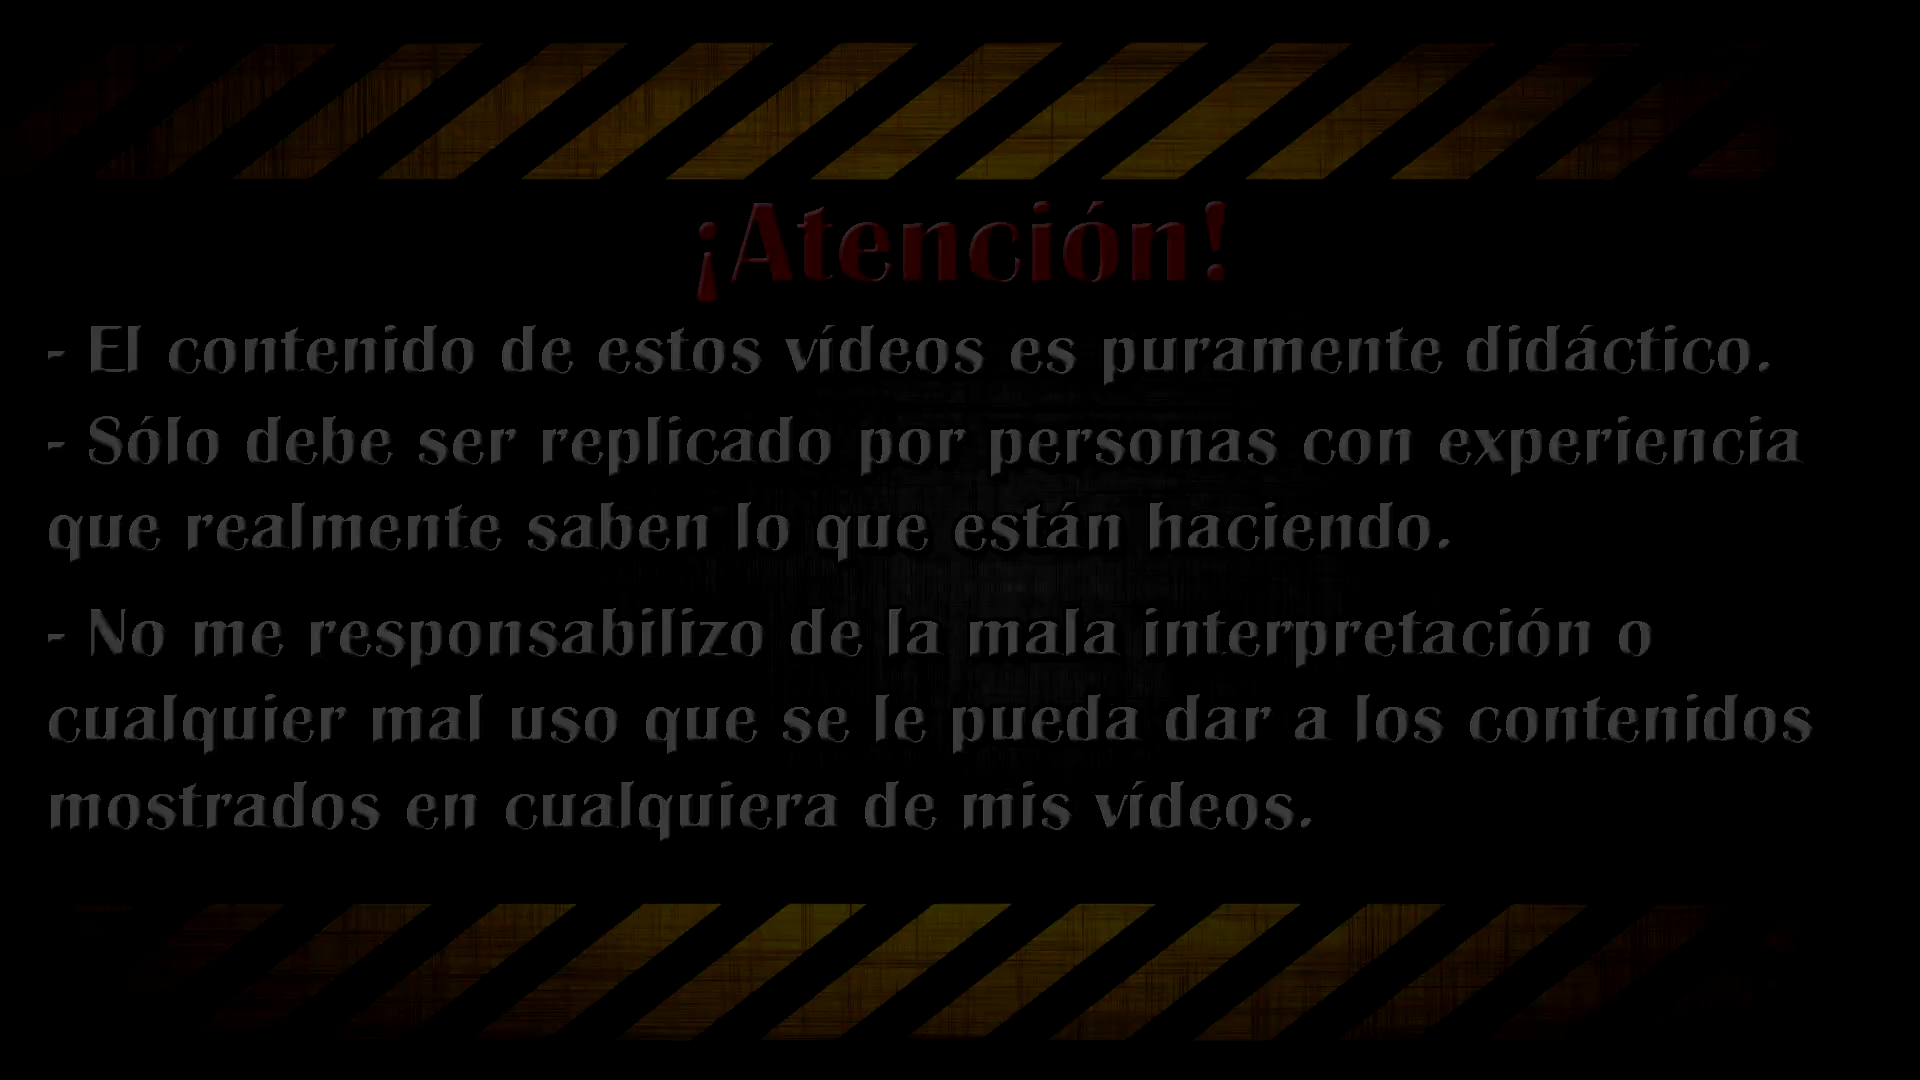 ¡Atención!
- El contenido de estos vídeos es puramente didáctico.
- Sólo debe ser replicado por personas con experiencia
que realmente saben lo que están haciendo.
- No me responsabilizo de la mala interpretación o
cualquier mal uso que se le pueda dar a los contenidos
mostrados en cualquiera de mis vídeos.